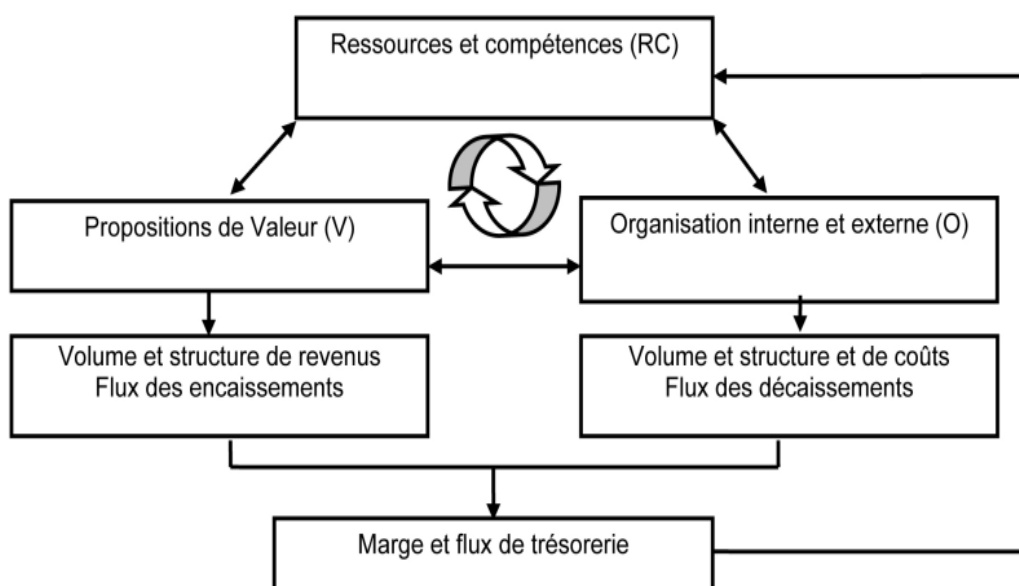 Ressources et compétences (RC)
Propositions de Valeur (V)
Organisation interne et externe (O)
Volume et structure de revenus
Flux des encaissements
Volume et structure et de coûts
Flux des décaissements
Marge et flux de trésorerie